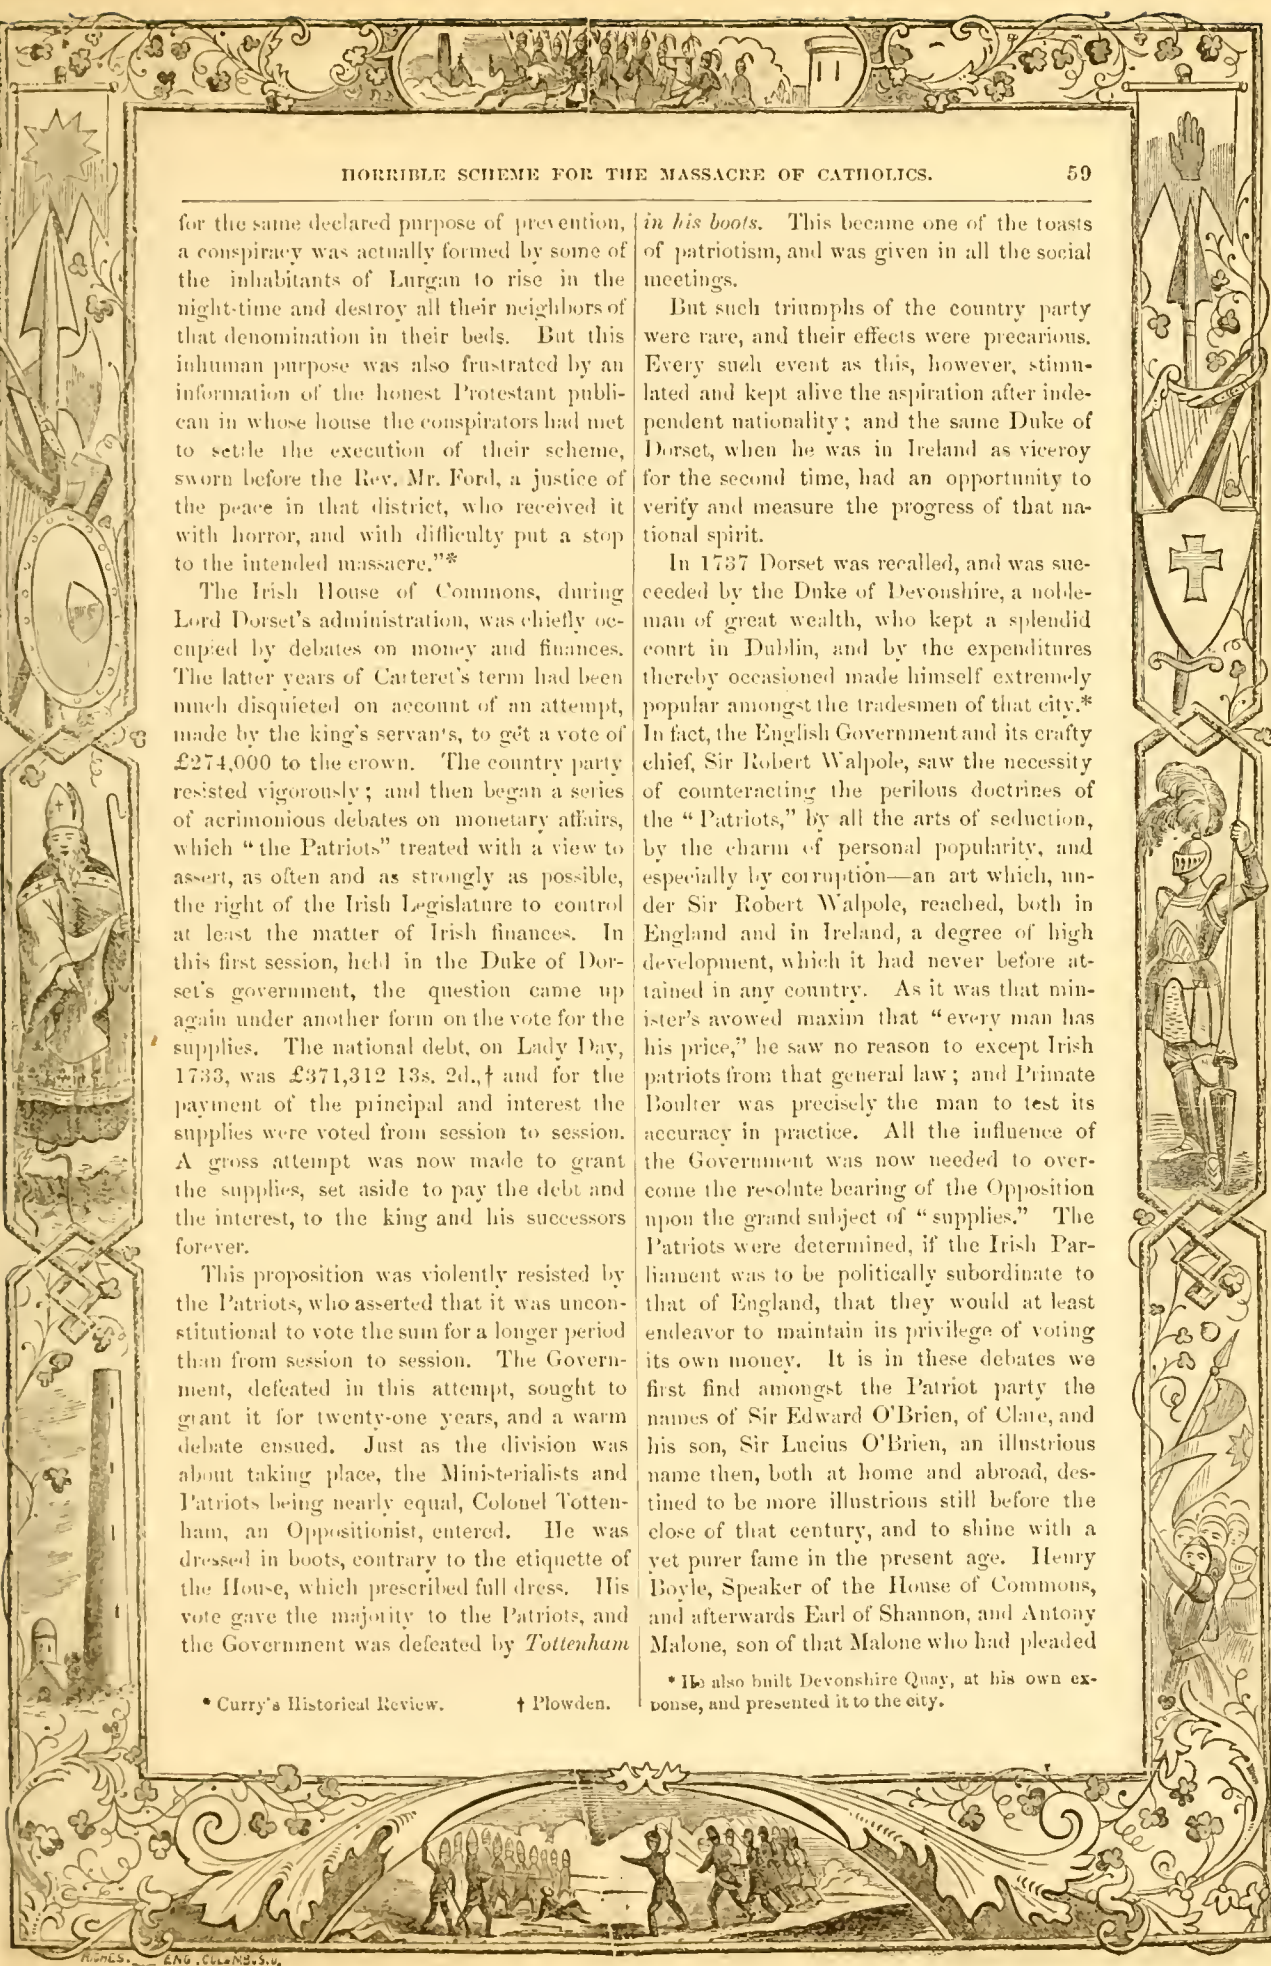 HORRIBLE SCHEME FOR THE MASSACRE OF CATHOLICS.
59
for the same declared purpose of prevention,
a conspiracy was actually formed by some of
the inhabitants of Lurgan to rise in the
night-time and destroy all their neighbors of
that denomination in their beds. But this
inhuman purpose was also frustrated by an
information of the honest Protestant publi-
can in whose house the conspirators had met
to settle the execution of their scheme,
sworn before the Rev. Mr. Ford, a justice of
the peace in that district, who received it
with horror, and with difficulty put a stop
to the intended massacre."*
The Irish House of Commons, during
Lord Dorset's administration, was chiefly oc-
cupied by debates on money and finances.
The latter years of Carteret's term had been
much disquieted on account of an attempt,
made by the king's servants, to get a vote of
£274,000 to the crown. The country party
resisted vigorously; and then began a series
of acrimonious debates on monetary affairs,
which "the Patriots" treated with a view to
assert, as often and as strongly as possible,
the right of the Irish Legislature to control
at least the matter of Irish finances. In
this first session, held in the Duke of Dor-
set's government, the question came up
again under another form on the vote for the
supplies. The national debt, on Lady Day,
1733, was £371,312 13s. 2d.,† and for the
payment of the principal and interest the
supplies were voted from session to session.
A gross attempt was now made to grant
the supplies, set aside to pay the debt and
the interest, to the king and his successors
forever.
This proposition was violently resisted by
the Patriots, who asserted that it was uncon-
stitutional to vote the sum for a longer period
than from session to session. The Govern-
ment, defeated in this attempt, sought to
grant it for twenty-one years, and a warm
debate ensued. Just as the division was
about taking place, the Ministerialists and
Patriots being nearly equal, Colonel Totten-
ham, an Oppositionist, entered. He was
dressed in boots, contrary to the etiquette of
the House, which prescribed full dress. His
vote gave the majority to the Patriots, and
the Government was defeated by Tottenham
* Curry's Historical Review. † Plowden.
in his boots. This became one of the toasts
of patriotism, and was given in all the social
meetings.
But such triumphs of the country party
were rare, and their effects were precarious.
Every such event as this, however, stimu-
lated and kept alive the aspiration after inde-
pendent nationality; and the same Duke of
Dorset, when he was in Ireland as viceroy
for the second time, had an opportunity to
verify and measure the progress of that na-
tional spirit.
In 1737 Dorset was recalled, and was suc-
ceeded by the Duke of Devonshire, a noble-
man of great wealth, who kept a splendid
court in Dublin, and by the expenditures
thereby occasioned made himself extremely
popular amongst the tradesmen of that city.*
In fact, the English Government and its crafty
chief, Sir Robert Walpole, saw the necessity
of counteracting the perilous doctrines of
the "Patriots," by all the arts of seduction,
by the charm of personal popularity, and
especially by corruption—an art which, un-
der Sir Robert Walpole, reached, both in
England and in Ireland, a degree of high
development, which it had never before at-
tained in any country. As it was that min-
ister's avowed maxim that "every man has
his price," he saw no reason to except Irish
patriots from that general law; and Primate
Boulter was precisely the man to test its
accuracy in practice. All the influence of
the Government was now needed to over-
come the resolute bearing of the Opposition
upon the grand subject of "supplies." The
Patriots were determined, if the Irish Par-
liament was to be politically subordinate to
that of England, that they would at least
endeavor to maintain its privilege of voting
its own money. It is in these debates we
first find amongst the Patriot party the
names of Sir Edward O'Brien, of Clare, and
his son, Sir Lucius O'Brien, an illustrious
name then, both at home and abroad, des-
tined to be more illustrious still before the
close of that century, and to shine with a
yet purer fame in the present age. Henry
Boyle, Speaker of the House of Commons,
and afterwards Earl of Shannon, and Antony
Malone, son of that Malone who had pleaded
* He also built Devonshire Quay, at his own ex-
pense, and presented it to the city.
ENG.